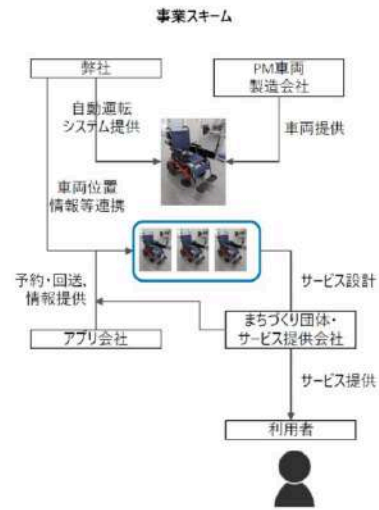 事業スキーム
弊社
PM車両
製造会社
自動運転
システム提供
車両提供
車両位置
情報等連携
予約・回送,
情報提供
サービス設計
アプリ会社
まちづくり団体・
サービス提供会社
サービス提供
利用者